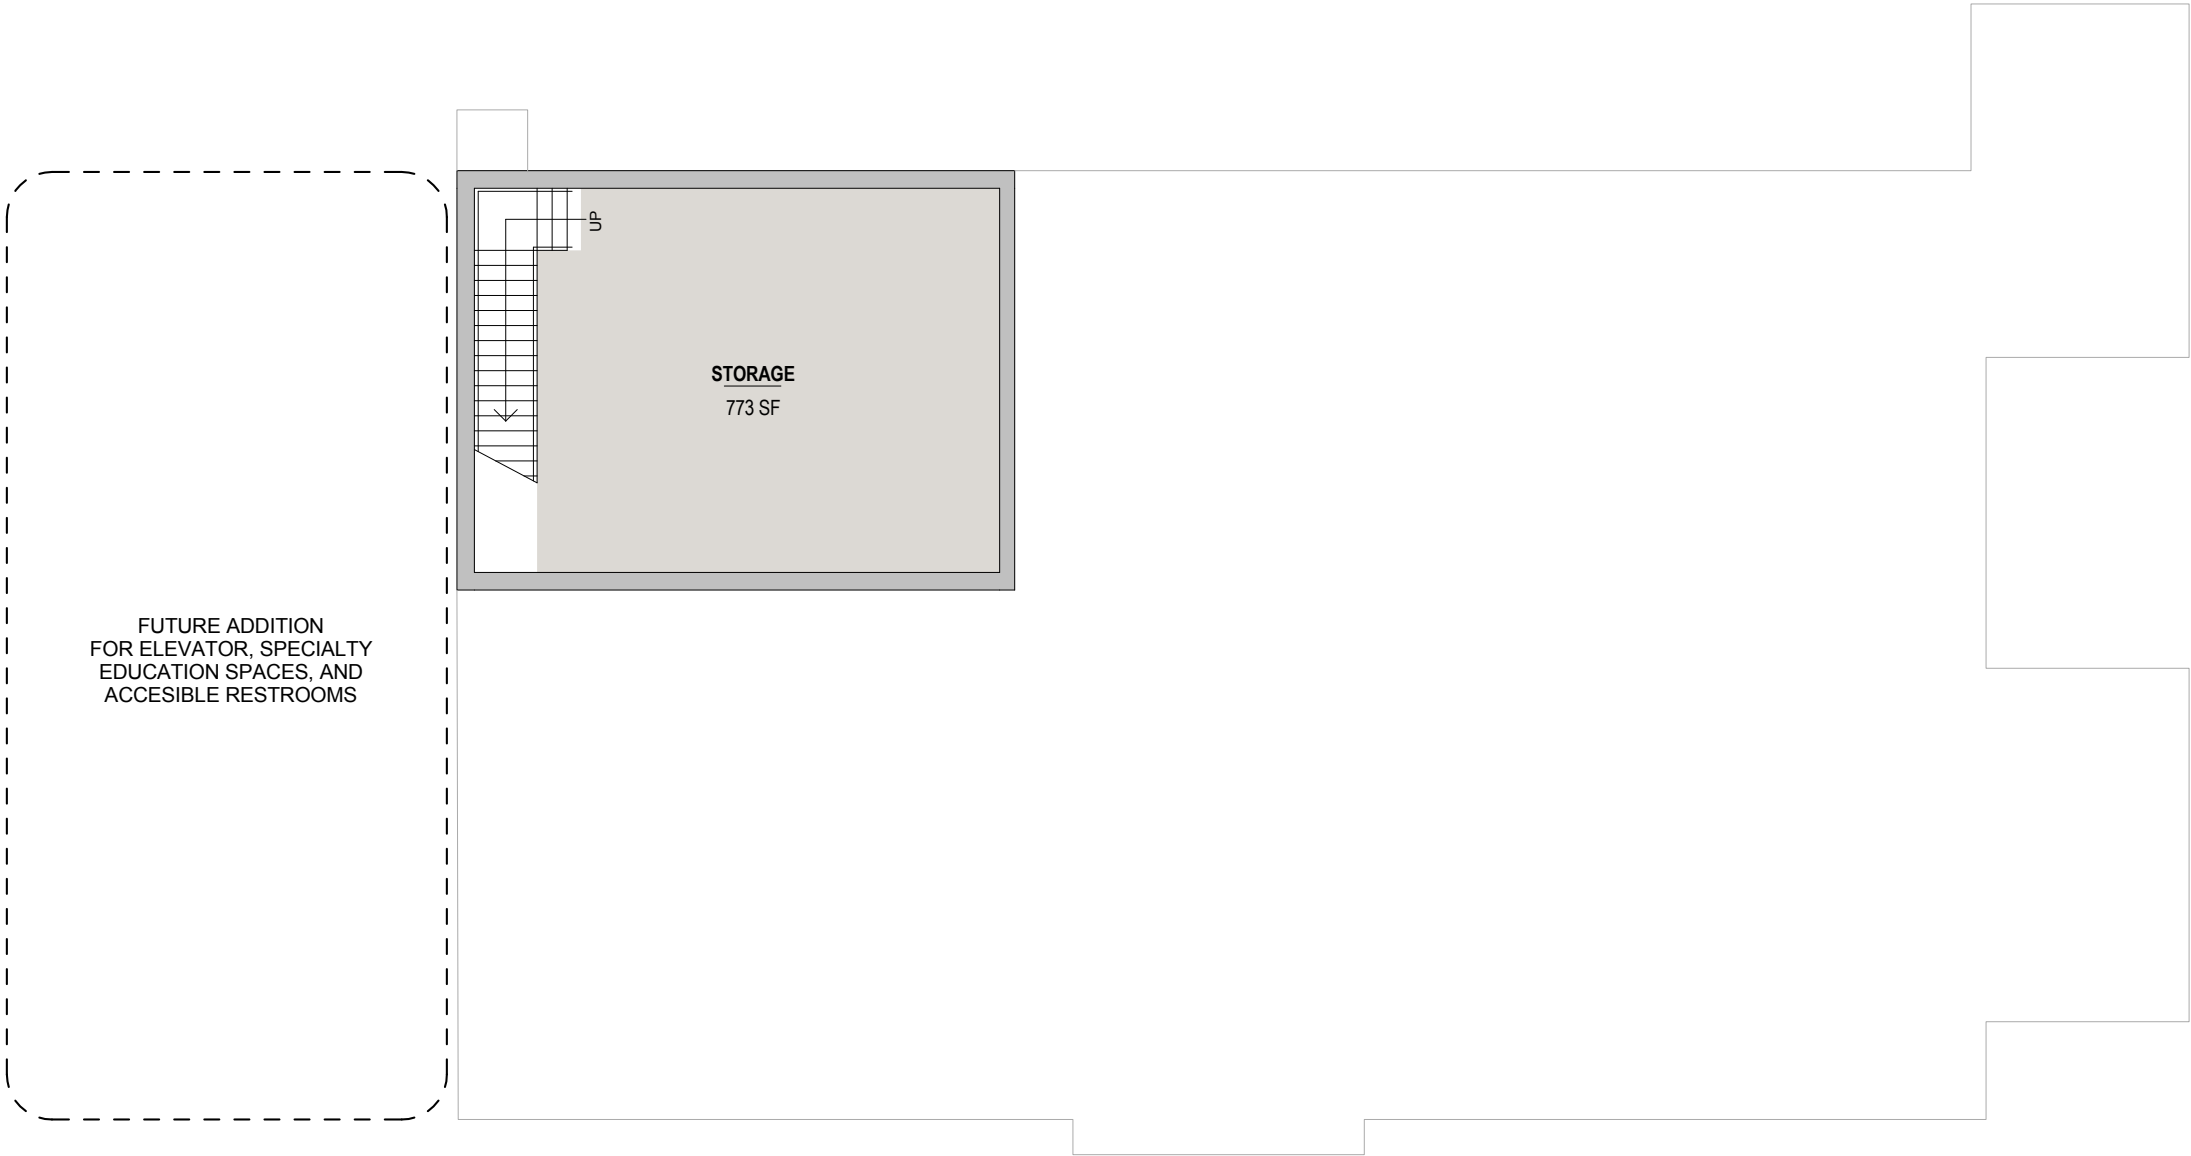 UP
STORAGE
773 SF
FUTURE ADDITION
FOR ELEVATOR, SPECIALTY
EDUCATION SPACES, AND
ACCESIBLE RESTROOMS